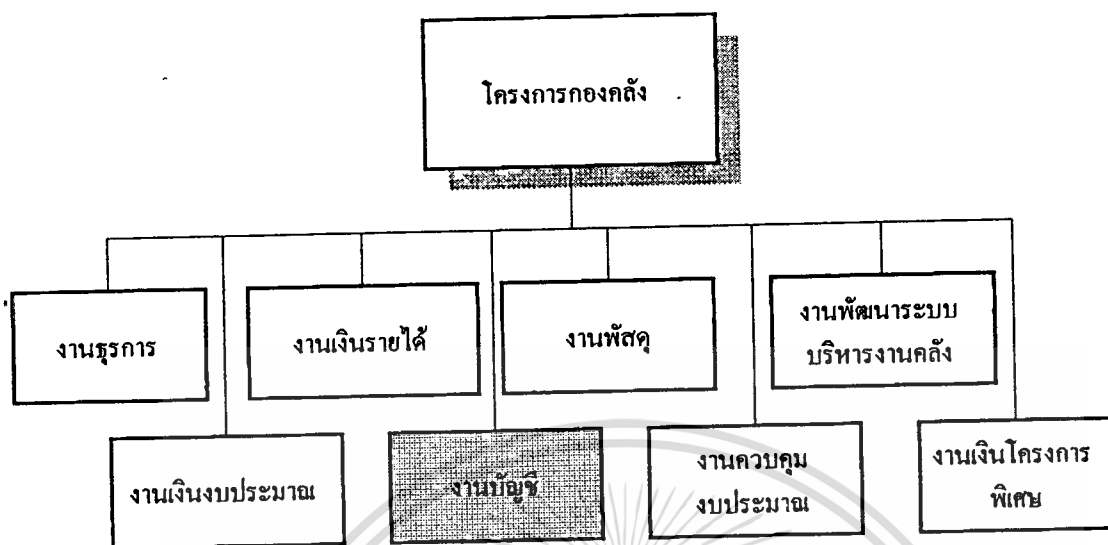 โครงการกองคลัง
งานธุรการ
งานเงินรายได้
งานพัสดุ
งานพัฒนาระบบ
บริหารงานคลัง
งานเงินงบประมาณ
งานบัญชี
งานควบคุม
งบประมาณ
งานเงินโครงการ
พิเศษ